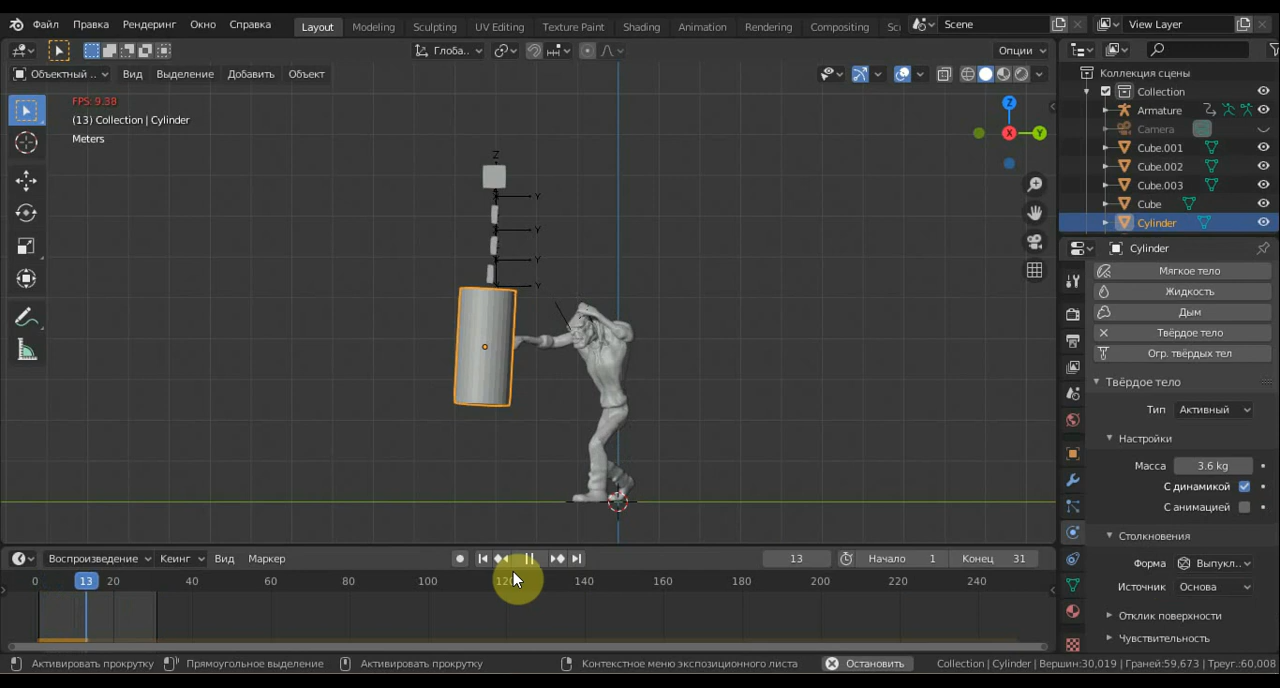 Файл Правка Рендеринг Окно Справка Layout Modeling Sculpting UV Editing Texture Paint Shading Animation Rendering Compositing Sc Scene View Layer
Глоба.. Опции
Объектный .. Вид Выделение Добавить Объект
FPS: 9.38
(13) Collection | Cylinder
Meters
Z
Y
Y
Y
Y
Z
Y
X
Коллекция сцены
Collection
Armature
Camera
Cube.001
Cube.002
Cube.003
Cube
Cylinder
Cylinder
Мягкое тело
Жидкость
Дым
Твёрдое тело
Огр. твёрдых тел
Твёрдое тело
Тип Активный
Настройки
Масса 3.6 kg
С динамикой
С анимацией
Столкновения
Форма Выпукл..
Источник Основа
Отклик поверхности
Чувствительность
Воспроизведение Кеинг Вид Маркер 13 Начало 1 Конец 31
0 13 20 40 60 80 100 120 140 160 180 200 220 240
Активировать прокрутку Прямоугольное выделение Активировать прокрутку Контекстное меню экспозиционного листа Остановить Collection | Cylinder | Вершин:30,019 | Граней:59,673 | Треуг.:60,008